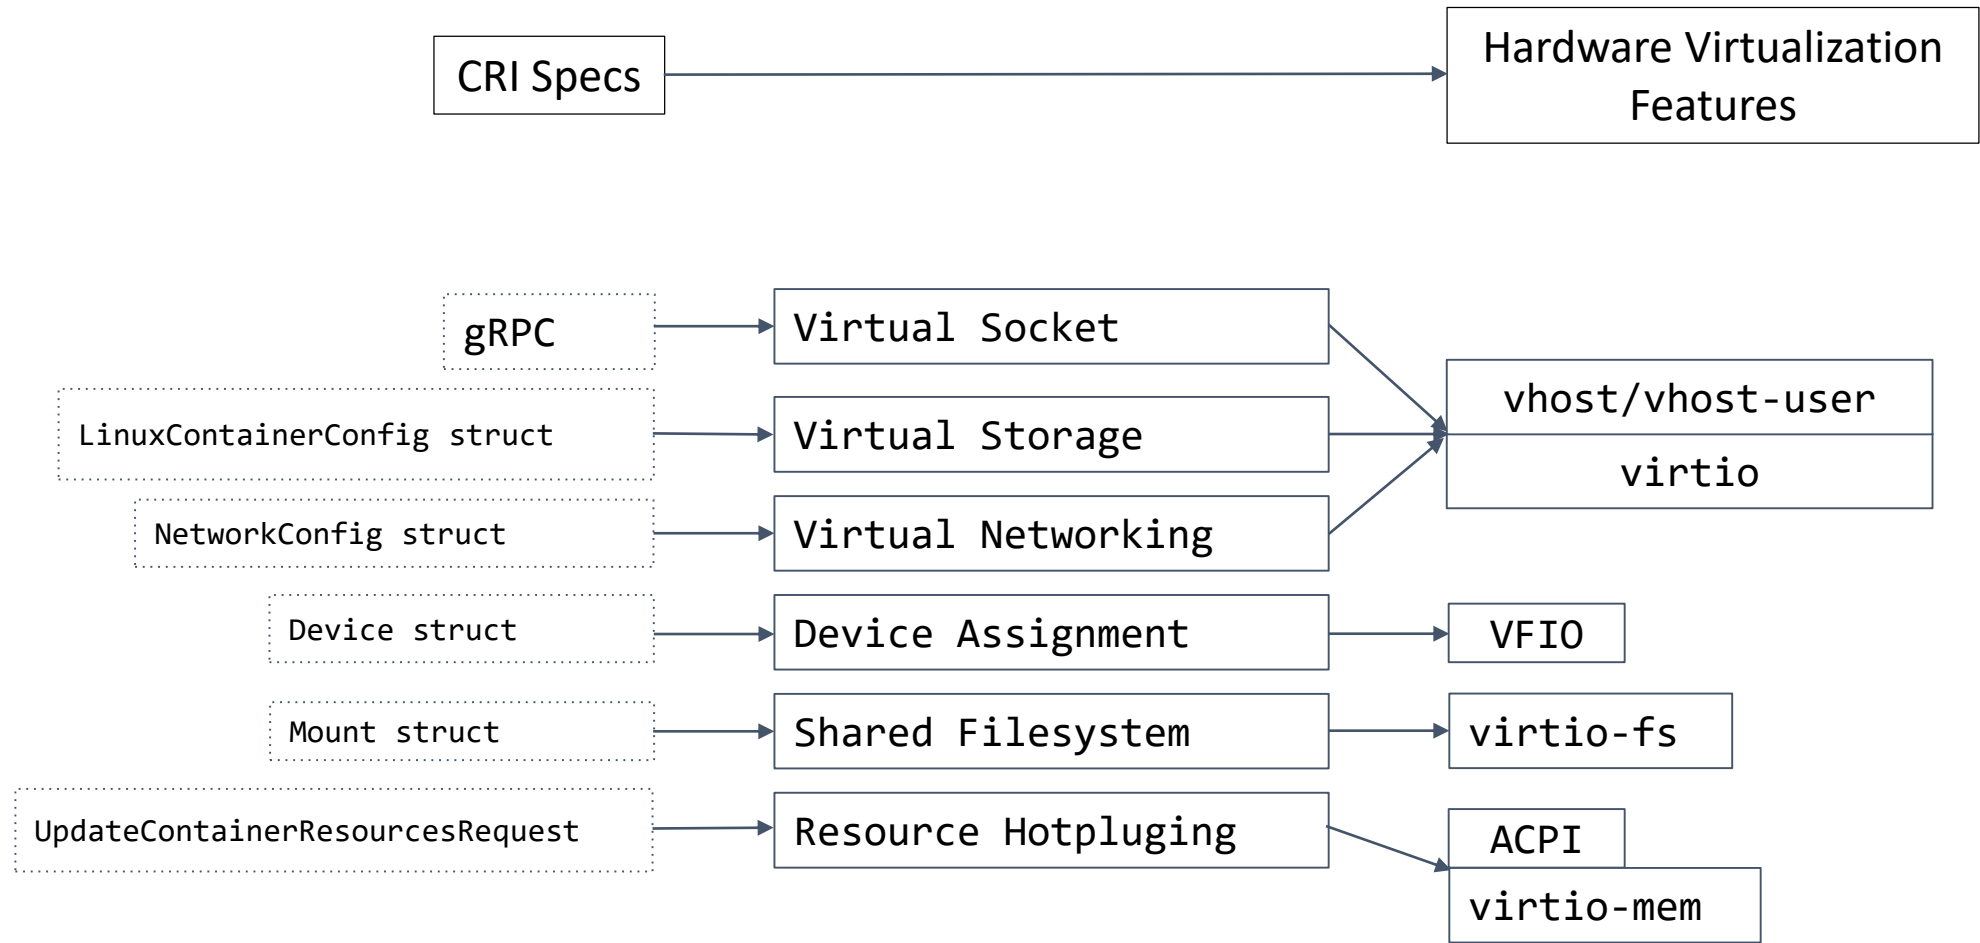 CRI Specs
Hardware Virtualization
Features
gRPC
Virtual Socket
LinuxContainerConfig struct
Virtual Storage
vhost/vhost-user
virtio
NetworkConfig struct
Virtual Networking
Device struct
Device Assignment
VFIO
Mount struct
Shared Filesystem
virtio-fs
UpdateContainerResourcesRequest
Resource Hotpluging
ACPI
virtio-mem